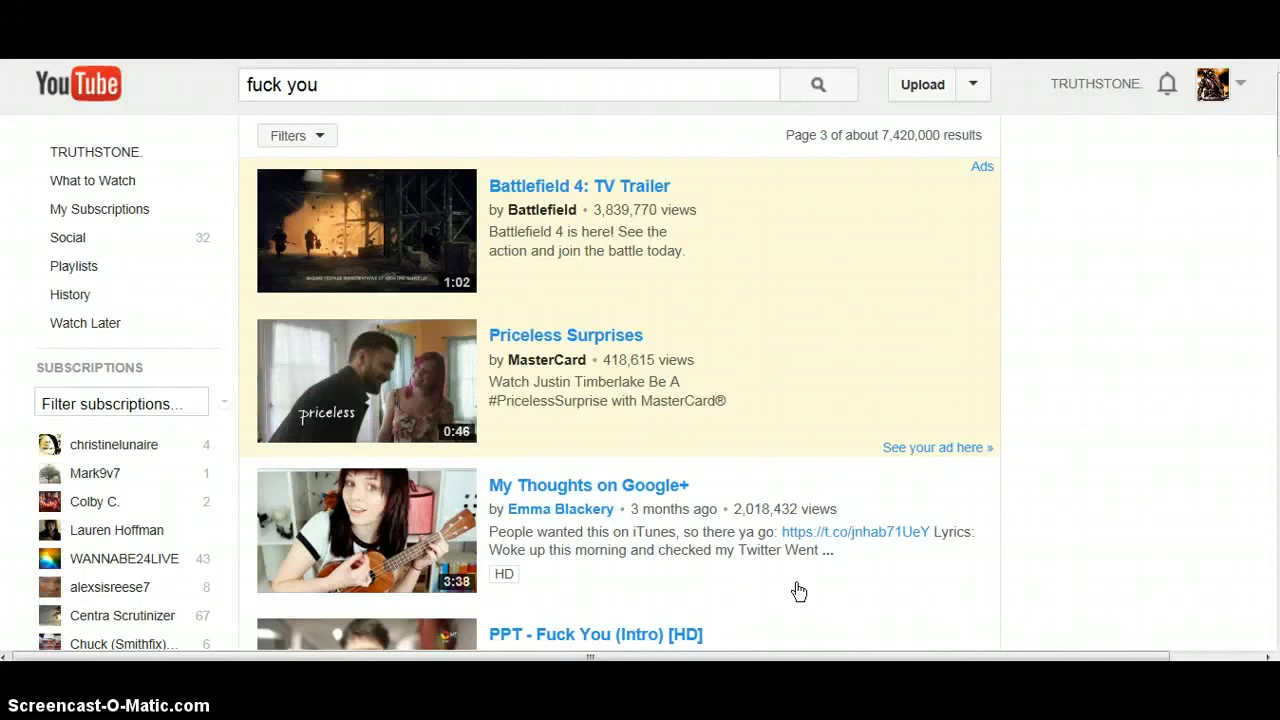 YouTube
fuck you
Upload
TRUTHSTONE.
Filters
Page 3 of about 7,420,000 results
TRUTHSTONE.
What to Watch
My Subscriptions
Social 32
Playlists
History
Watch Later
SUBSCRIPTIONS
Filter subscriptions...
christinelunaire 4
Mark9v7 1
Colby C. 2
Lauren Hoffman
WANNABE24LIVE 43
alexsisreese7 8
Centra Scrutinizer 67
Chuck (Smithfix)... 6
Ads
Battlefield 4: TV Trailer
by Battlefield • 3,839,770 views
Battlefield 4 is here! See the
action and join the battle today.
1:02
Priceless Surprises
by MasterCard • 418,615 views
Watch Justin Timberlake Be A
#PricelessSurprise with MasterCard®
priceless
0:46
See your ad here »
My Thoughts on Google+
by Emma Blackery • 3 months ago • 2,018,432 views
People wanted this on iTunes, so there ya go: https://t.co/jnhab71UeY Lyrics:
Woke up this morning and checked my Twitter Went ...
HD
3:38
PPT - Fuck You (Intro) [HD]
Screencast-O-Matic.com